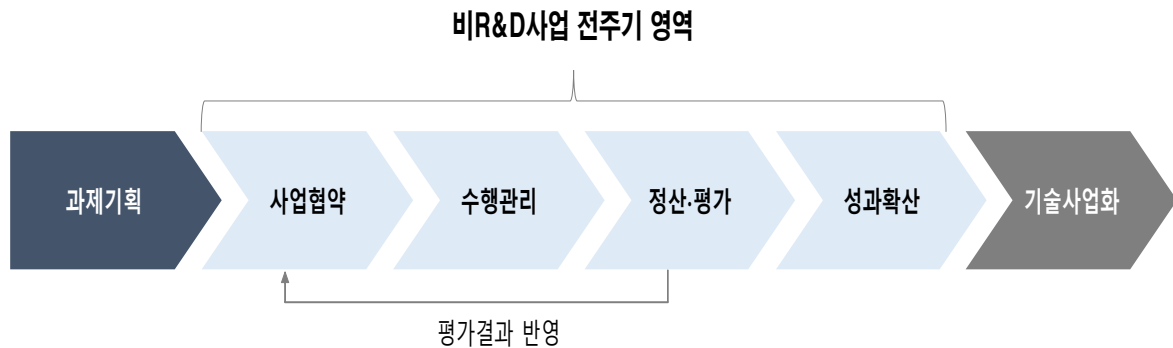 비R&D사업 전주기 영역
과제기획
사업협약
수행관리
정산·평가
성과확산
기술사업화
평가결과 반영